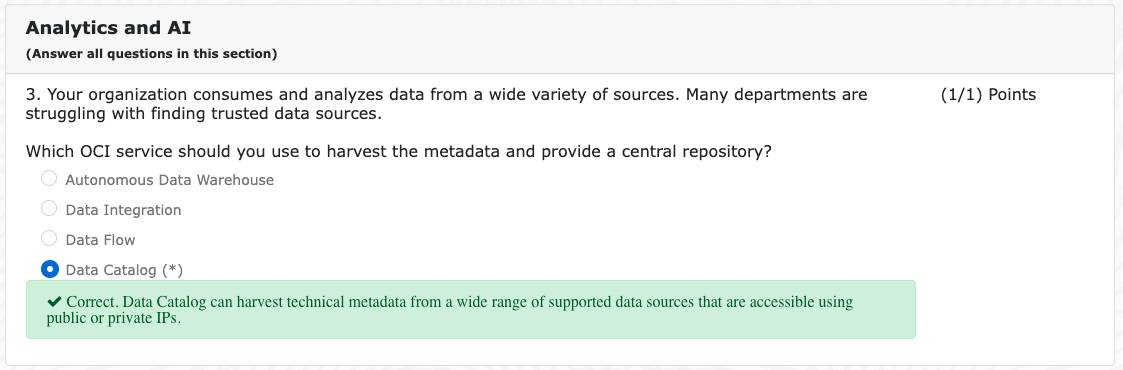 Analytics and AI
(Answer all questions in this section)
3. Your organization consumes and analyzes data from a wide variety of sources. Many departments are
struggling with finding trusted data sources.
(1/1) Points
Which OCI service should you use to harvest the metadata and provide a central repository?
Autonomous Data Warehouse
Data Integration
Data Flow
Data Catalog (*)
✔ Correct. Data Catalog can harvest technical metadata from a wide range of supported data sources that are accessible using
public or private IPs.